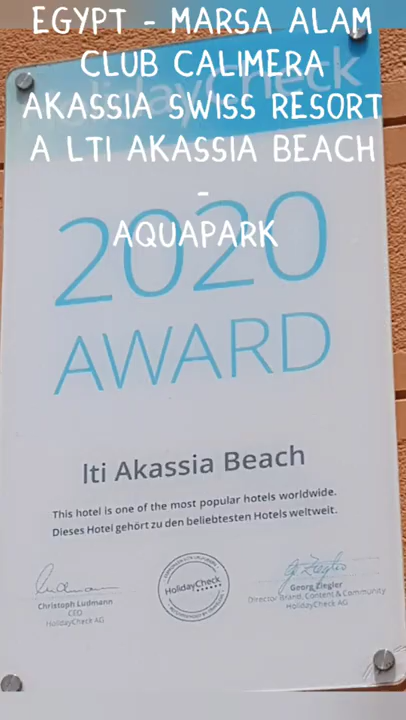 EGYPT - MARSA ALAM
CLUB CALIMERA
AKASSIA SWISS RESORT
A LTI AKASSIA BEACH
-
AQUAPARK
HolidayCheck
2020
AWARD
lti Akassia Beach
This hotel is one of the most popular hotels worldwide.
Dieses Hotel gehört zu den beliebtesten Hotels weltweit.
Christoph Ludmann
CEO
HolidayCheck AG
HolidayCheck
Georg Ziegler
Director Brand, Content & Community
HolidayCheck AG